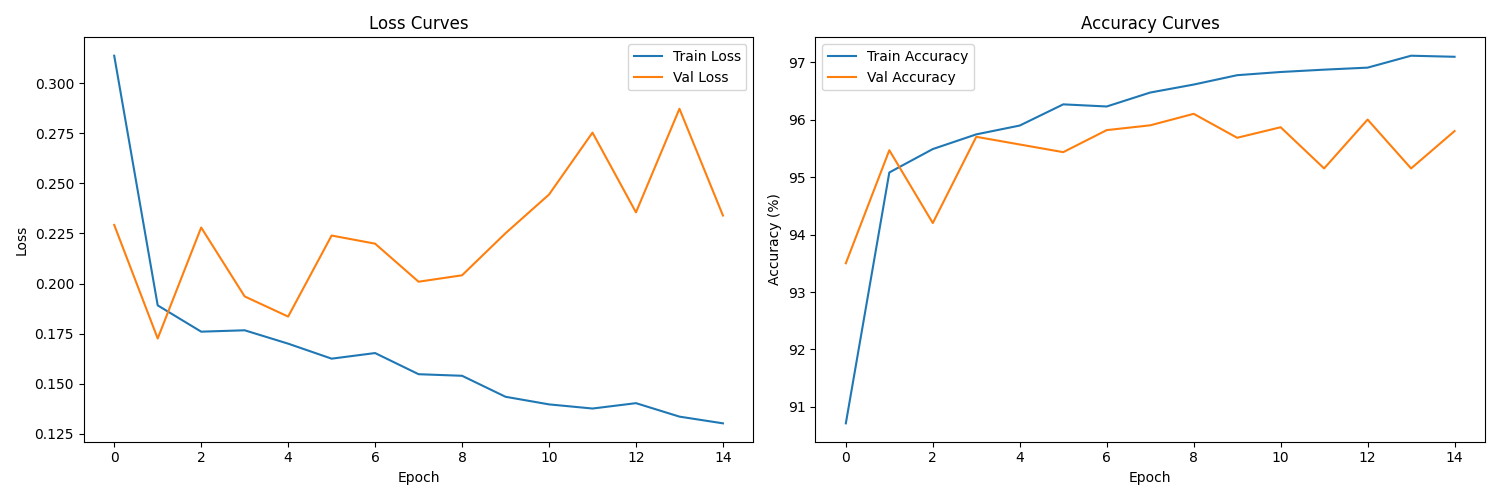 Loss Curves
Train Loss
Val Loss
0.300
0.275
0.250
0.225
0.200
0.175
0.150
0.125
Loss
0 2 4 6 8 10 12 14
Epoch
Accuracy Curves
Train Accuracy
Val Accuracy
97
96
95
94
93
92
91
Accuracy (%)
0 2 4 6 8 10 12 14
Epoch